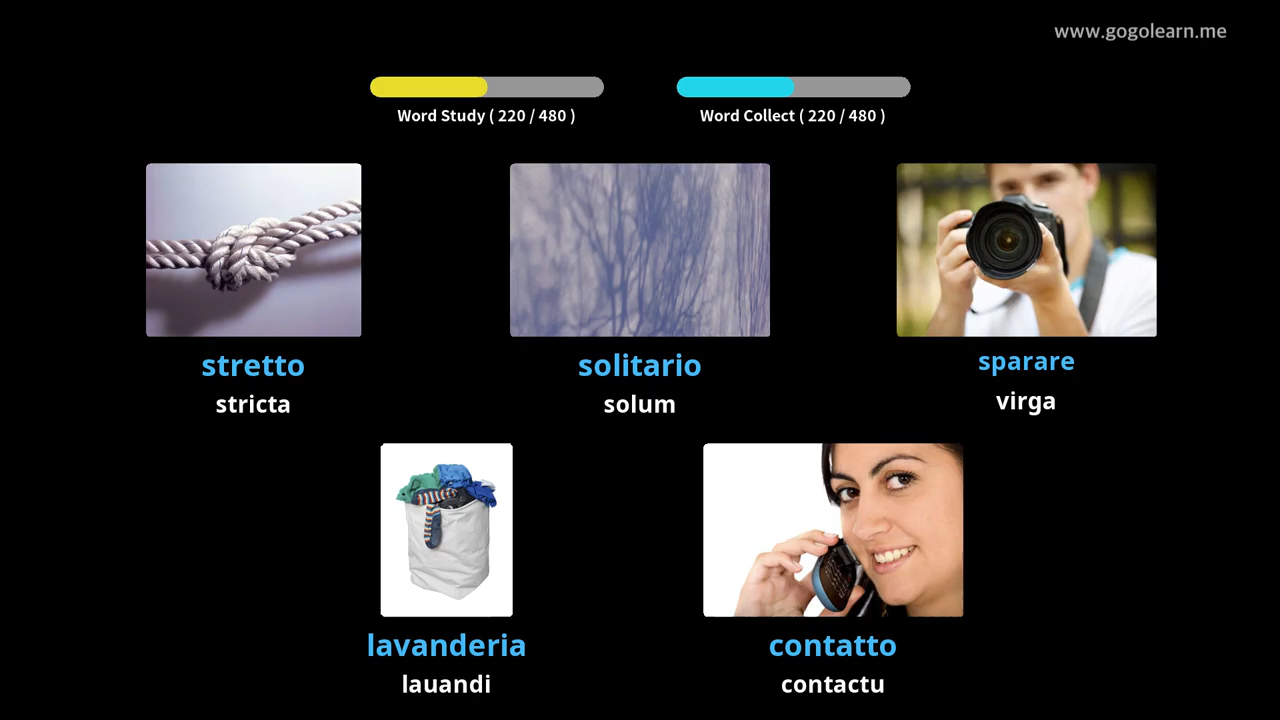 www.gogolearn.me
Word Study ( 220 / 480 )
Word Collect ( 220 / 480 )
stretto
stricta
solitario
solum
sparare
virga
lavanderia
lauandi
contatto
contactu